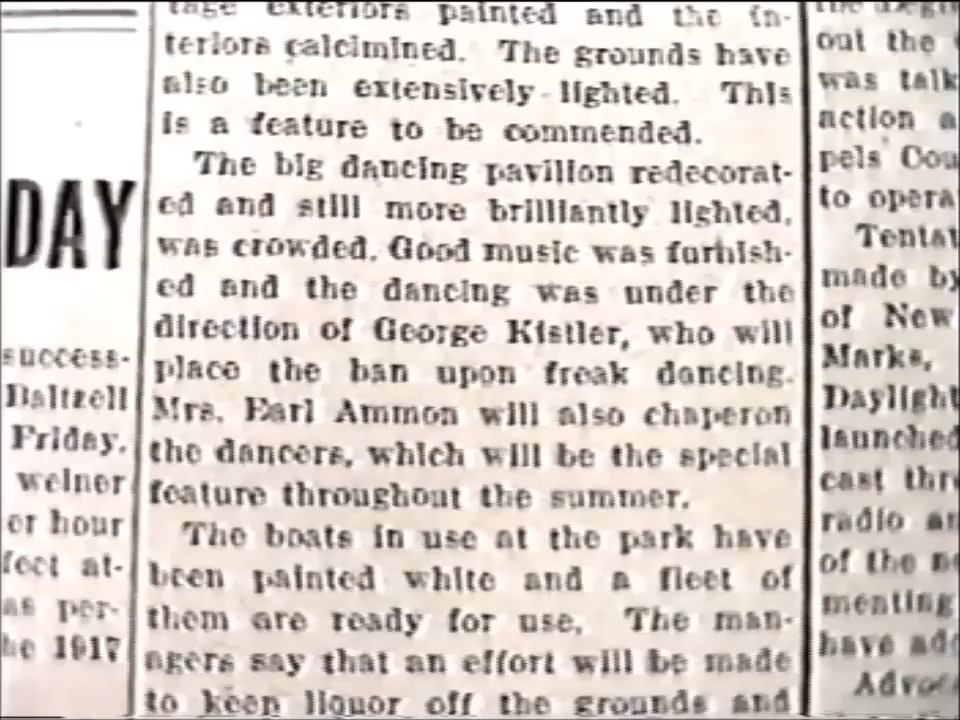 DAY
success-
Baltzell
Friday.
weiner
er hour
fect at-
as per-
he 1917
tage exteriors painted and the in-
teriors calcimined. The grounds have
also been extensively lighted. This
is a feature to be commended.
The big dancing pavilion redecorat-
ed and still more brilliantly lighted,
was crowded. Good music was furnish-
ed and the dancing was under the
direction of George Kistler, who will
place the ban upon freak dancing.
Mrs. Earl Ammon will also chaperon
the dancers, which will be the special
feature throughout the summer.
The boats in use at the park have
been painted white and a fleet of
them are ready for use. The man-
agers say that an effort will be made
to keep liquor off the grounds and
out the
was talk
action a
pels Cou
to opera
Tentat
made by
of New
Marks,
Daylight
launched
cast thr
radio an
of the ne
menting
have ado
Advoc